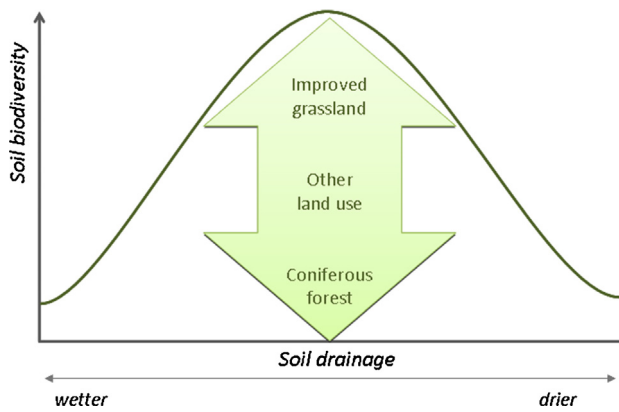 Soil biodiversity
Improved
grassland
Other
land use
Coniferous
forest
Soil drainage
wetter
drier